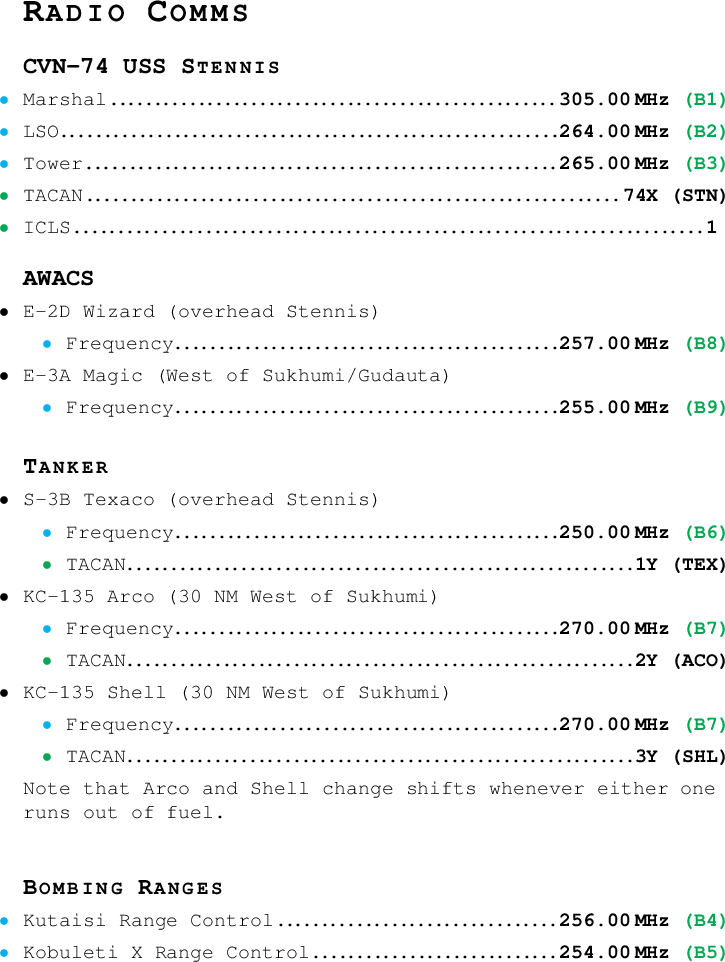 RADIO COMMS
CVN-74 USS STENNIS
• Marshal..................................................305.00 MHz (B1)
• LSO........................................................264.00 MHz (B2)
• Tower.....................................................265.00 MHz (B3)
• TACAN............................................................74X (STN)
• ICLS.......................................................................1
AWACS
• E-2D Wizard (overhead Stennis)
• Frequency...........................................257.00 MHz (B8)
• E-3A Magic (West of Sukhumi/Gudauta)
• Frequency...........................................255.00 MHz (B9)
TANKER
• S-3B Texaco (overhead Stennis)
• Frequency...........................................250.00 MHz (B6)
• TACAN.........................................................1Y (TEX)
• KC-135 Arco (30 NM West of Sukhumi)
• Frequency...........................................270.00 MHz (B7)
• TACAN.........................................................2Y (ACO)
• KC-135 Shell (30 NM West of Sukhumi)
• Frequency...........................................270.00 MHz (B7)
• TACAN.........................................................3Y (SHL)
Note that Arco and Shell change shifts whenever either one
runs out of fuel.
BOMBING RANGES
• Kutaisi Range Control................................256.00 MHz (B4)
• Kobuleti X Range Control............................254.00 MHz (B5)